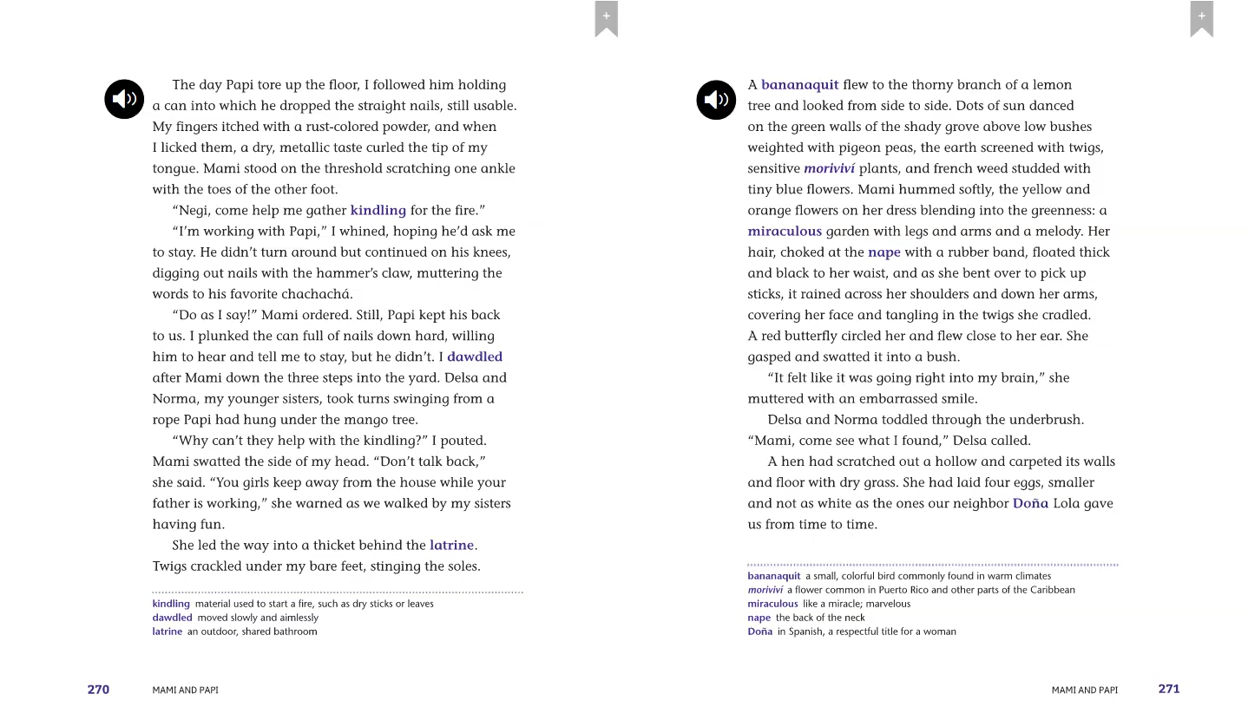 The day Papi tore up the floor, I followed him holding
a can into which he dropped the straight nails, still usable.
My fingers itched with a rust-colored powder, and when
I licked them, a dry, metallic taste curled the tip of my
tongue. Mami stood on the threshold scratching one ankle
with the toes of the other foot.
“Negi, come help me gather kindling for the fire.”
“I’m working with Papi,” I whined, hoping he’d ask me
to stay. He didn’t turn around but continued on his knees,
digging out nails with the hammer’s claw, muttering the
words to his favorite chachachá.
“Do as I say!” Mami ordered. Still, Papi kept his back
to us. I plunked the can full of nails down hard, willing
him to hear and tell me to stay, but he didn’t. I dawdled
after Mami down the three steps into the yard. Delsa and
Norma, my younger sisters, took turns swinging from a
rope Papi had hung under the mango tree.
“Why can’t they help with the kindling?” I pouted.
Mami swatted the side of my head. “Don’t talk back,”
she said. “You girls keep away from the house while your
father is working,” she warned as we walked by my sisters
having fun.
She led the way into a thicket behind the latrine.
Twigs crackled under my bare feet, stinging the soles.
kindling material used to start a fire, such as dry sticks or leaves
dawdled moved slowly and aimlessly
latrine an outdoor, shared bathroom
270 MAMI AND PAPI
A bananaquit flew to the thorny branch of a lemon
tree and looked from side to side. Dots of sun danced
on the green walls of the shady grove above low bushes
weighted with pigeon peas, the earth screened with twigs,
sensitive moriviví plants, and french weed studded with
tiny blue flowers. Mami hummed softly, the yellow and
orange flowers on her dress blending into the greenness: a
miraculous garden with legs and arms and a melody. Her
hair, choked at the nape with a rubber band, floated thick
and black to her waist, and as she bent over to pick up
sticks, it rained across her shoulders and down her arms,
covering her face and tangling in the twigs she cradled.
A red butterfly circled her and flew close to her ear. She
gasped and swatted it into a bush.
“It felt like it was going right into my brain,” she
muttered with an embarrassed smile.
Delsa and Norma toddled through the underbrush.
“Mami, come see what I found,” Delsa called.
A hen had scratched out a hollow and carpeted its walls
and floor with dry grass. She had laid four eggs, smaller
and not as white as the ones our neighbor Doña Lola gave
us from time to time.
bananaquit a small, colorful bird commonly found in warm climates
moriviví a flower common in Puerto Rico and other parts of the Caribbean
miraculous like a miracle; marvelous
nape the back of the neck
Doña in Spanish, a respectful title for a woman
MAMI AND PAPI 271